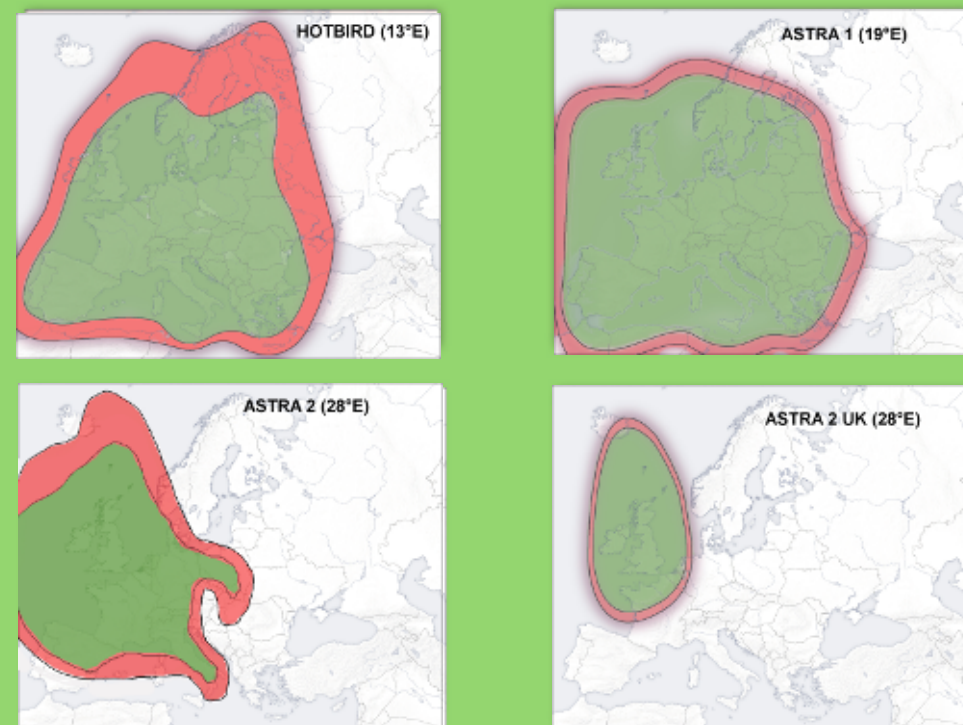 HOTBIRD (13°E)
ASTRA 1 (19°E)
ASTRA 2 (28°E)
ASTRA 2 UK (28°E)